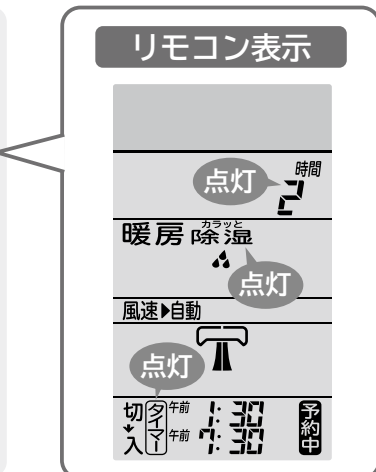 リモコン表示
点灯
時間
2
暖房 除湿
カラッと
点灯
風速▶自動
点灯
切 タイマー 午前 1:30 予約中
入 午前 7:30